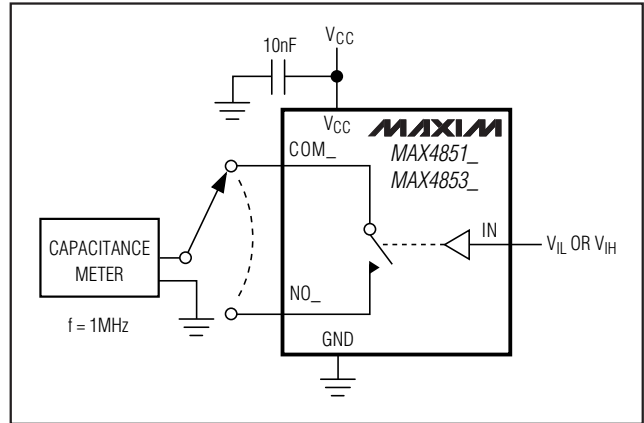 10nF
VCC
VCC
MAXIM
MAX4851_
MAX4853_
COM_
IN
VIL OR VIH
CAPACITANCE
METER
NO_
f = 1MHz
GND